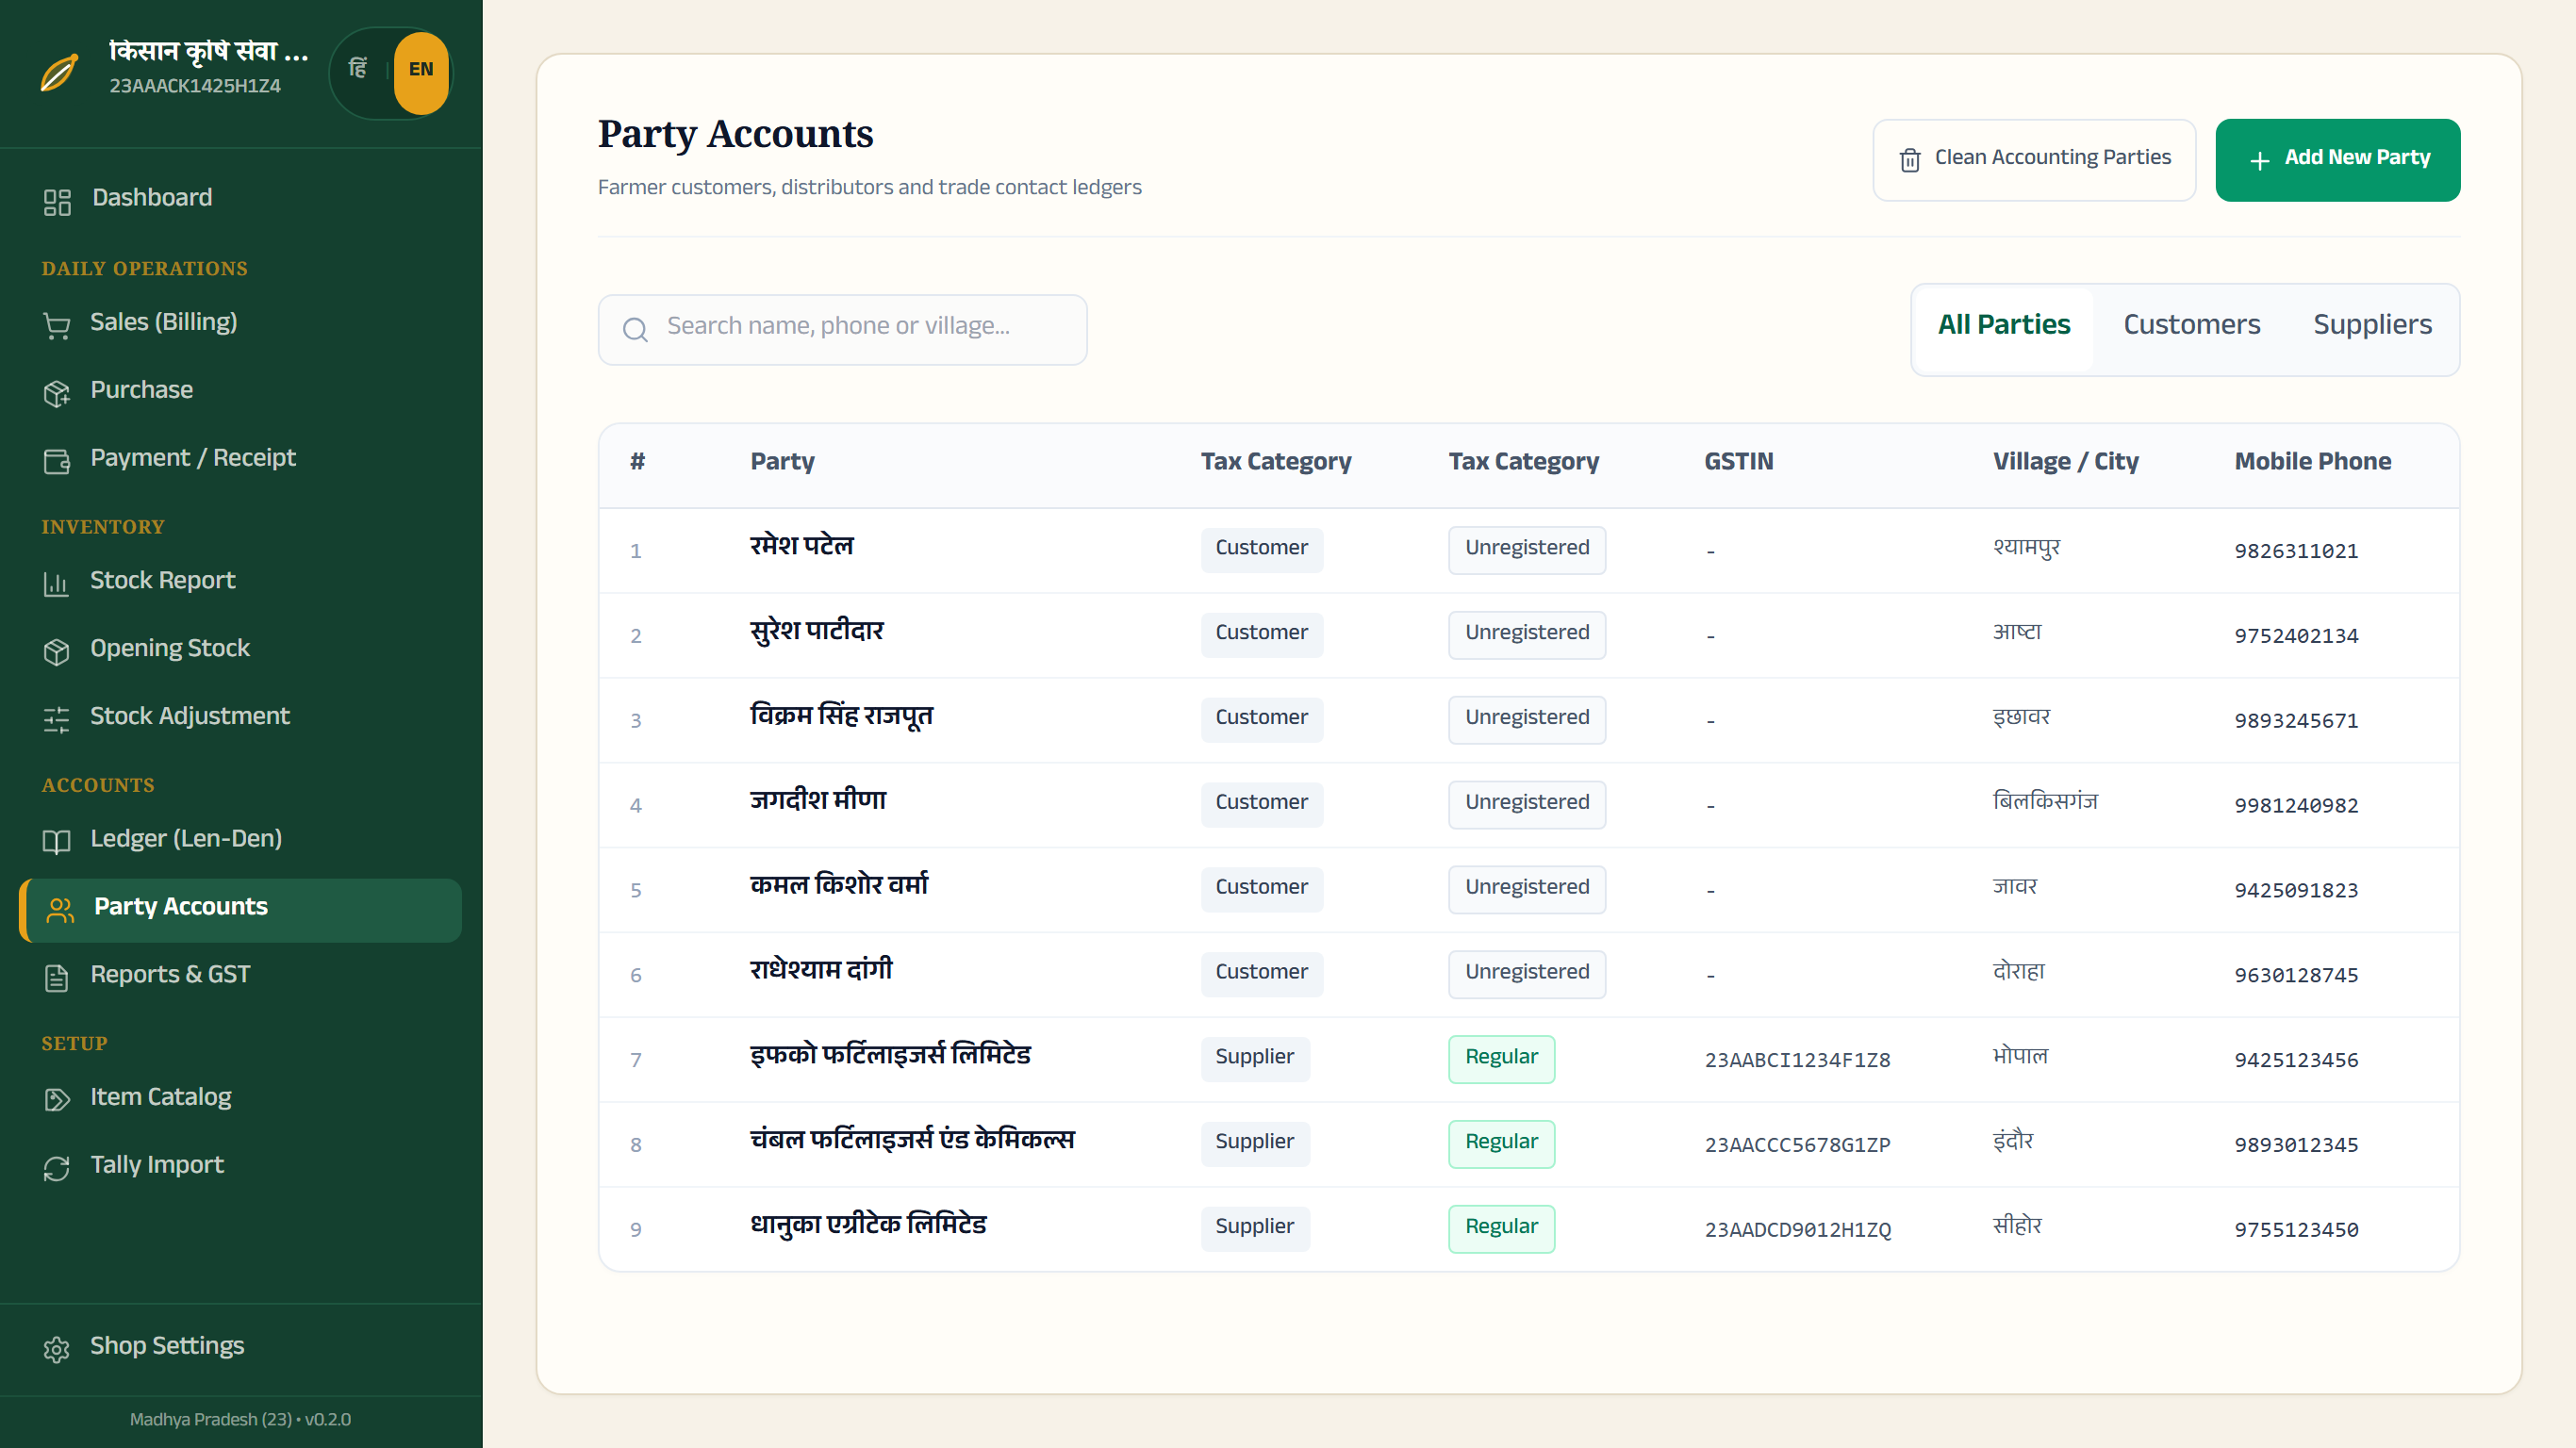 किसान कृषि सेवा ...
23AAACK1425H1Z4
हिं | EN
Dashboard
DAILY OPERATIONS
Sales (Billing)
Purchase
Payment / Receipt
INVENTORY
Stock Report
Opening Stock
Stock Adjustment
ACCOUNTS
Ledger (Len-Den)
Party Accounts
Reports & GST
SETUP
Item Catalog
Tally Import
Shop Settings
Madhya Pradesh (23) • v0.2.0
Party Accounts
Farmer customers, distributors and trade contact ledgers
Clean Accounting Parties
+ Add New Party
Search name, phone or village...
All Parties Customers Suppliers
# Party Tax Category Tax Category GSTIN Village / City Mobile Phone
1 रमेश पटेल Customer Unregistered - श्यामपुर 9826311021
2 सुरेश पाटीदार Customer Unregistered - आष्टा 9752402134
3 विक्रम सिंह राजपूत Customer Unregistered - इछावर 9893245671
4 जगदीश मीणा Customer Unregistered - बिलकिसगंज 9981240982
5 कमल किशोर वर्मा Customer Unregistered - जावर 9425091823
6 राधेश्याम दांगी Customer Unregistered - दोराहा 9630128745
7 इफको फर्टिलाइजर्स लिमिटेड Supplier Regular 23AABCI1234F1Z8 भोपाल 9425123456
8 चंबल फर्टिलाइजर्स एंड केमिकल्स Supplier Regular 23AACCC5678G1ZP इंदौर 9893012345
9 धानुका एग्रीटेक लिमिटेड Supplier Regular 23AADCD9012H1ZQ सीहोर 9755123450